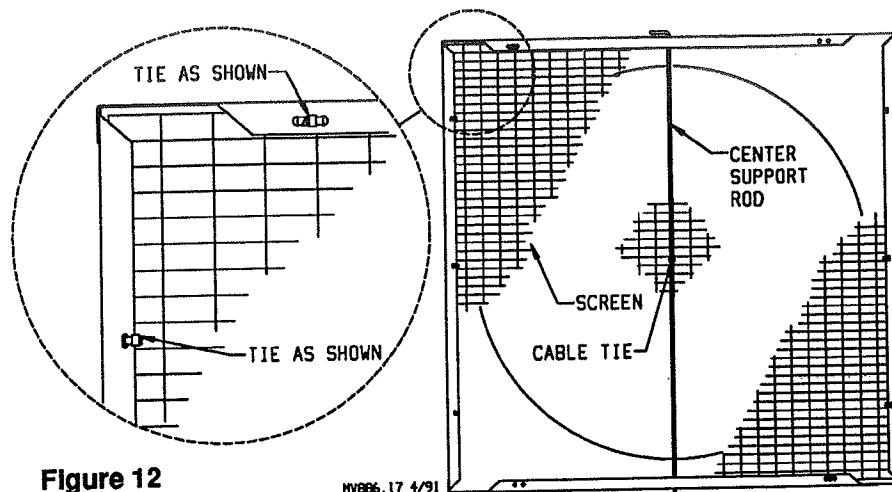 TIE AS SHOWN
TIE AS SHOWN
CENTER
SUPPORT
ROD
SCREEN
CABLE TIE
Figure 12
MV886.17 4/91